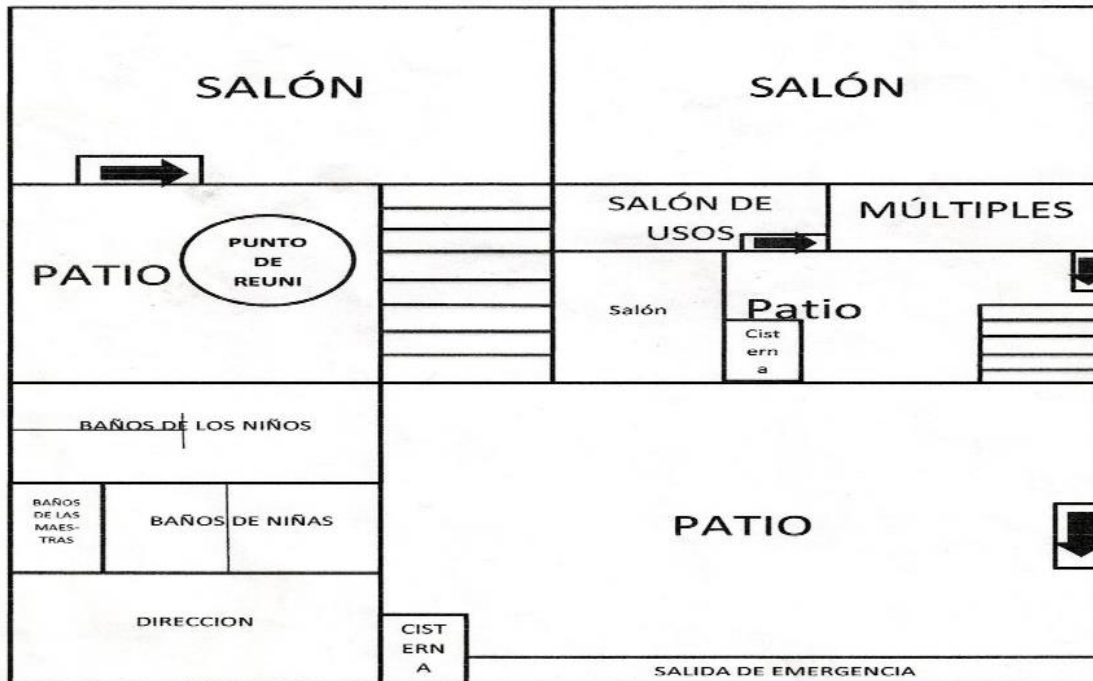 SALÓN
SALÓN
SALÓN DE
USOS
MÚLTIPLES
PUNTO
DE
REUNI
PATIO
Salón
Patio
Cist
ern
a
BAÑOS DE LOS NIÑOS
BAÑOS
DE LAS
MAES-
TRAS
BAÑOS DE NIÑAS
PATIO
DIRECCION
CIST
ERN
A
SALIDA DE EMERGENCIA